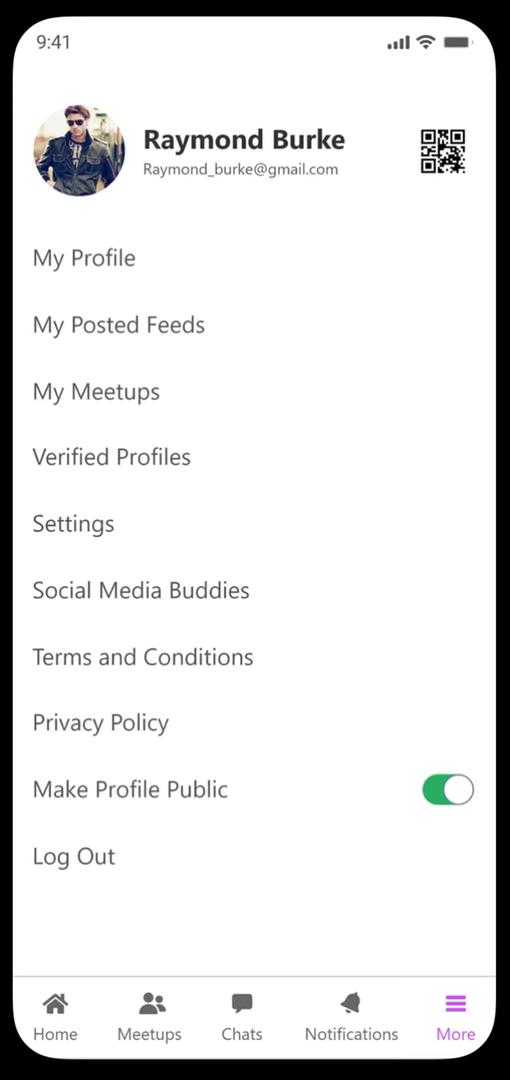 9:41
Raymond Burke
Raymond_burke@gmail.com
My Profile
My Posted Feeds
My Meetups
Verified Profiles
Settings
Social Media Buddies
Terms and Conditions
Privacy Policy
Make Profile Public
Log Out
Home Meetups Chats Notifications More